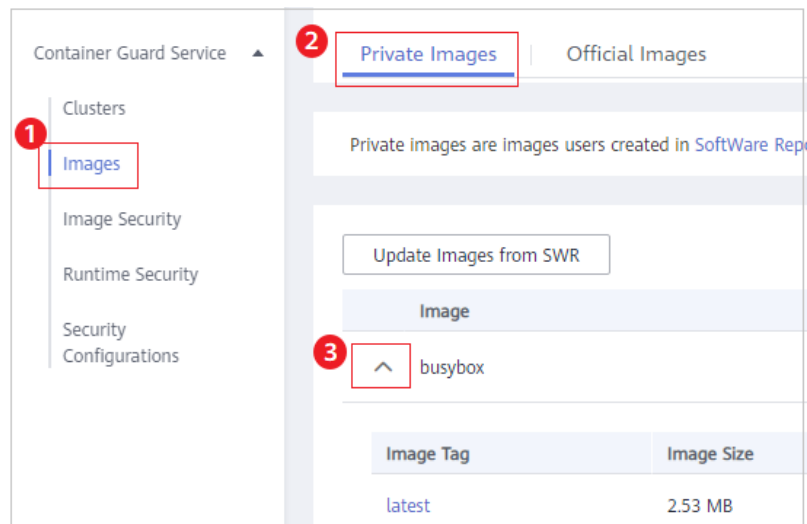 Container Guard Service
Clusters
1
Images
Image Security
Runtime Security
Security
Configurations
2
Private Images
Official Images
Private images are images users created in SoftWare Repo
Update Images from SWR
Image
3
busybox
Image Tag
Image Size
latest
2.53 MB